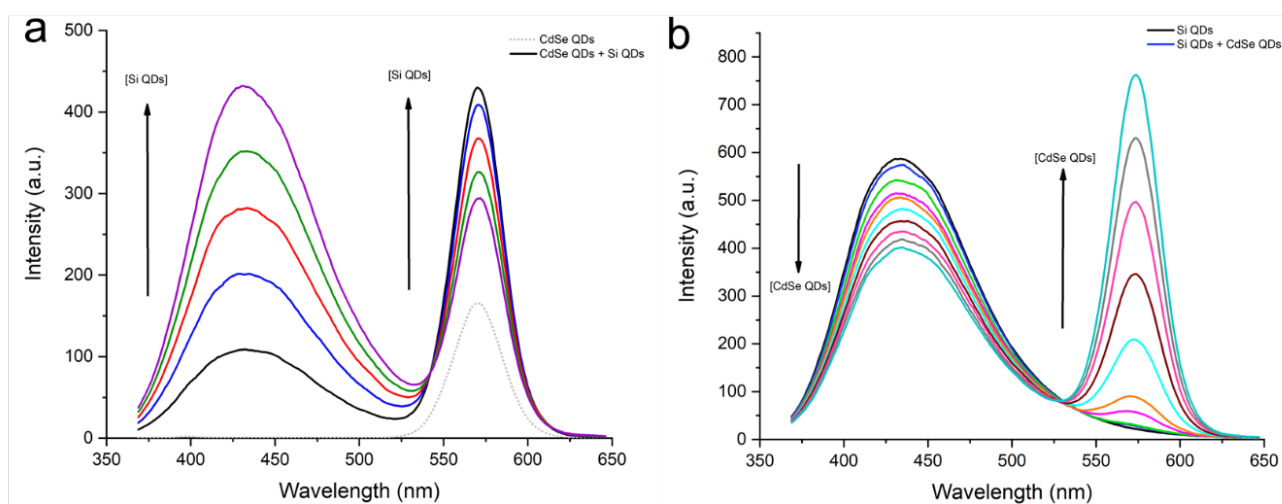 a
CdSe QDs
CdSe QDs + Si QDs
[Si QDs]
[Si QDs]
500
400
300
200
100
0
Intensity (a.u.)
350 400 450 500 550 600 650
Wavelength (nm)
b
Si QDs
Si QDs + CdSe QDs
[CdSe QDs]
[CdSe QDs]
800
700
600
500
400
300
200
100
0
Intensity (a.u.)
350 400 450 500 550 600 650
Wavelength (nm)